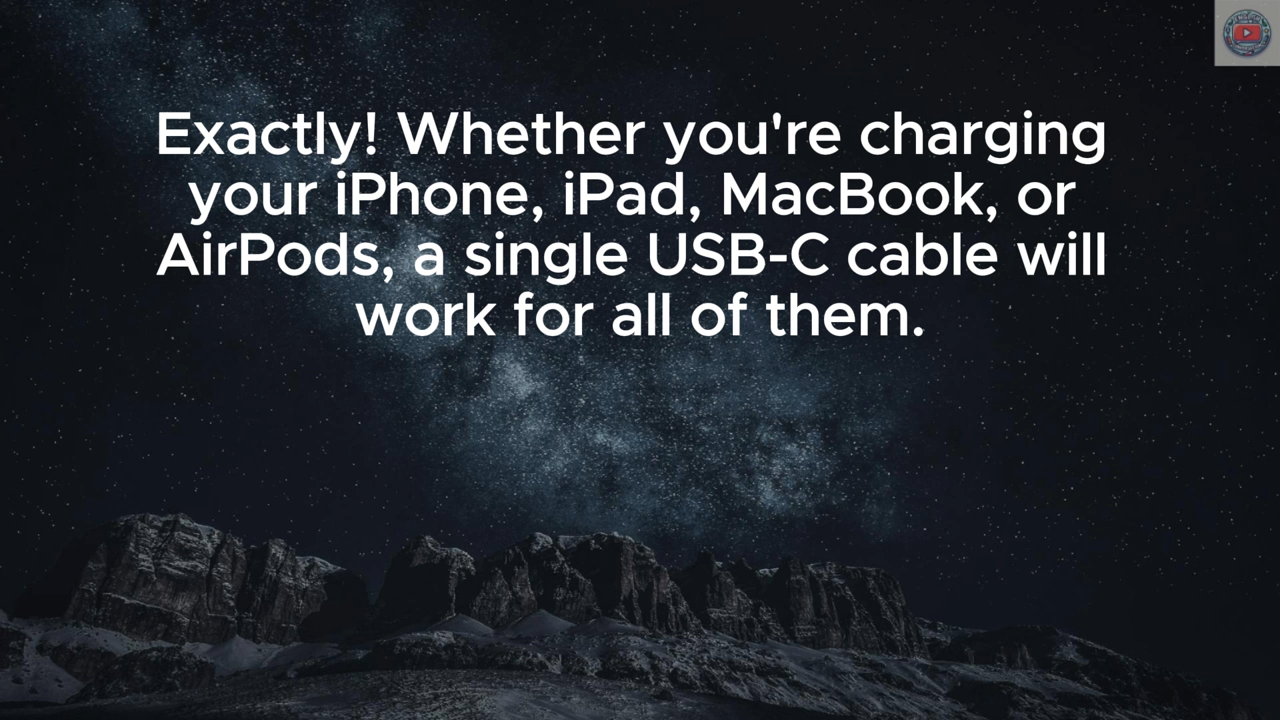 Exactly! Whether you're charging
your iPhone, iPad, MacBook, or
AirPods, a single USB-C cable will
work for all of them.